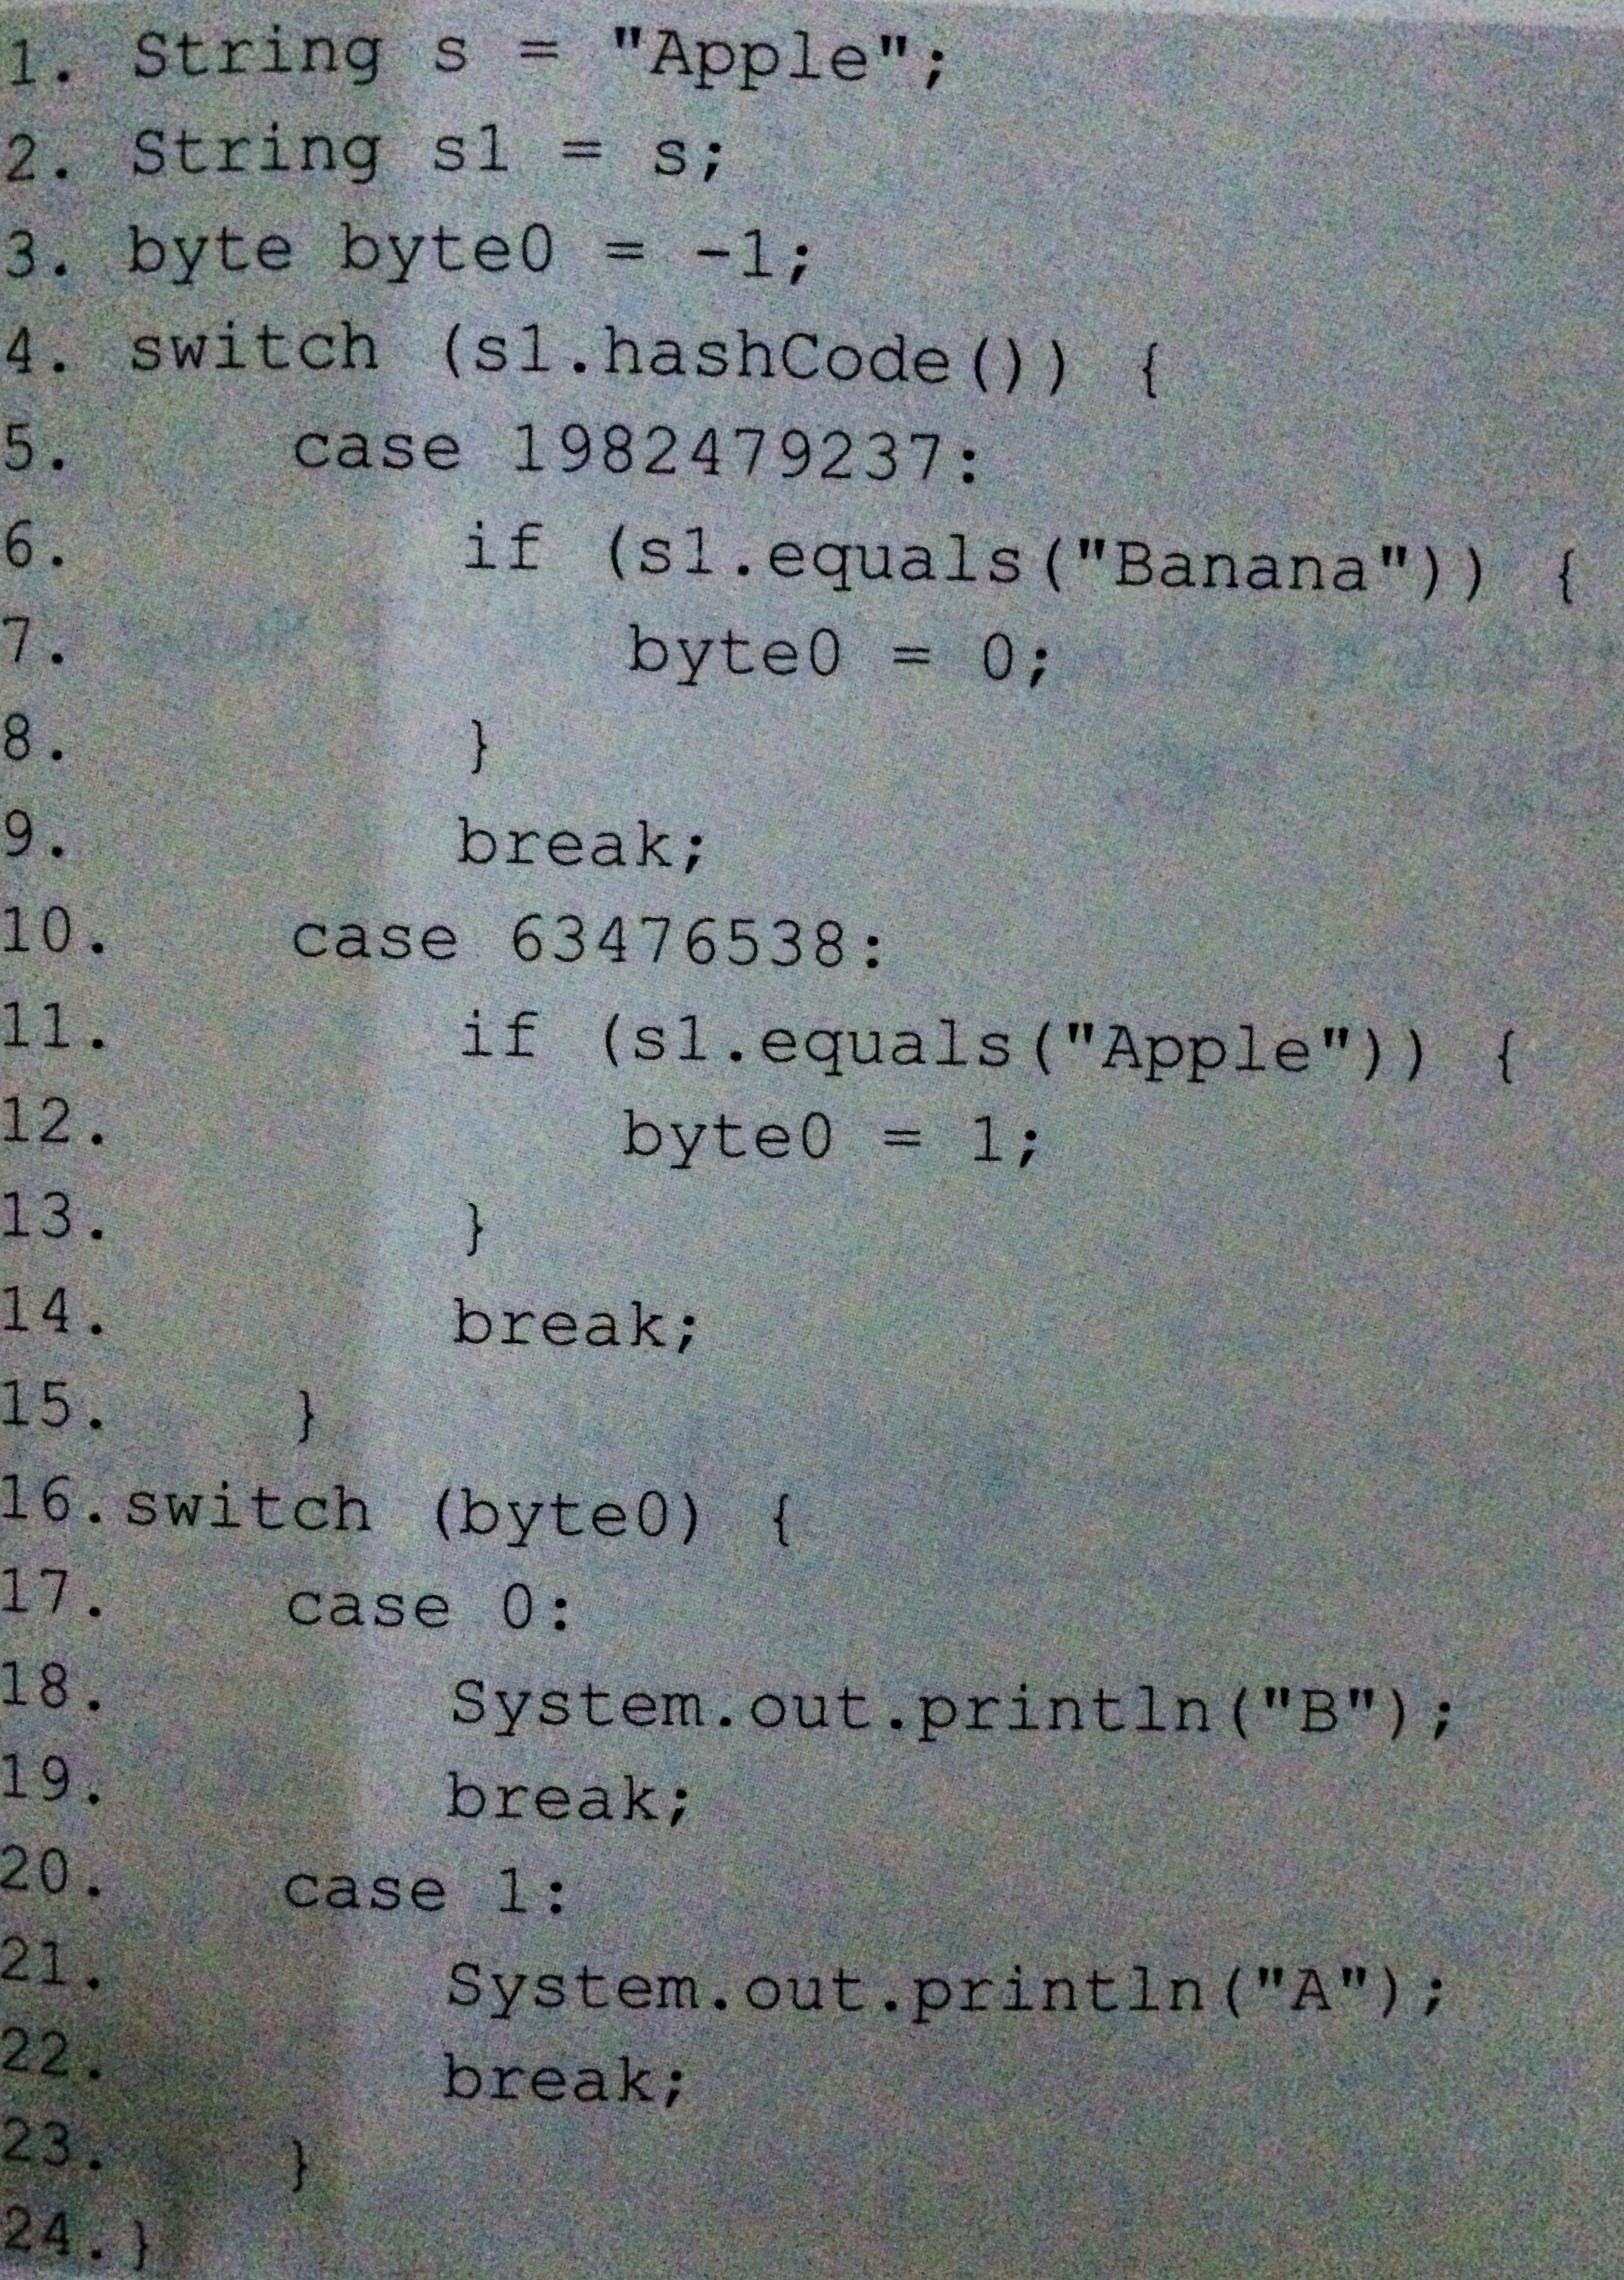 1. String s = "Apple";
2. String s1 = s;
3. byte byte0 = -1;
4. switch (s1.hashCode()) {
5. case 1982479237:
6. if (s1.equals("Banana")) {
7. byte0 = 0;
8. }
9. break;
10. case 63476538:
11. if (s1.equals("Apple")) {
12. byte0 = 1;
13. }
14. break;
15. }
16. switch (byte0) {
17. case 0:
18. System.out.println("B");
19. break;
20. case 1:
21. System.out.println("A");
22. break;
23. }
24. }